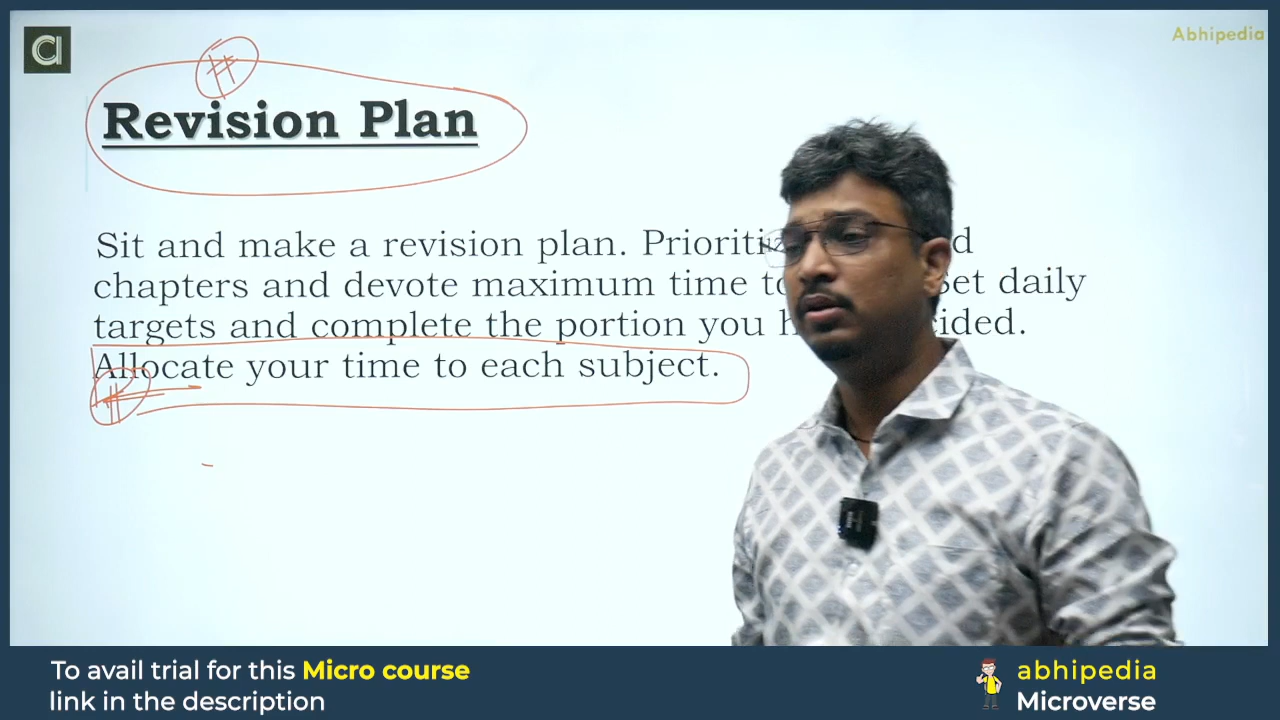 Abhipedia
Revision Plan
Sit and make a revision plan. d
chapters and devote maximum time daily
targets and complete the portion you
Allocate your time to each subject.
To avail trial for this Micro course
link in the description
abhipedia
Microverse